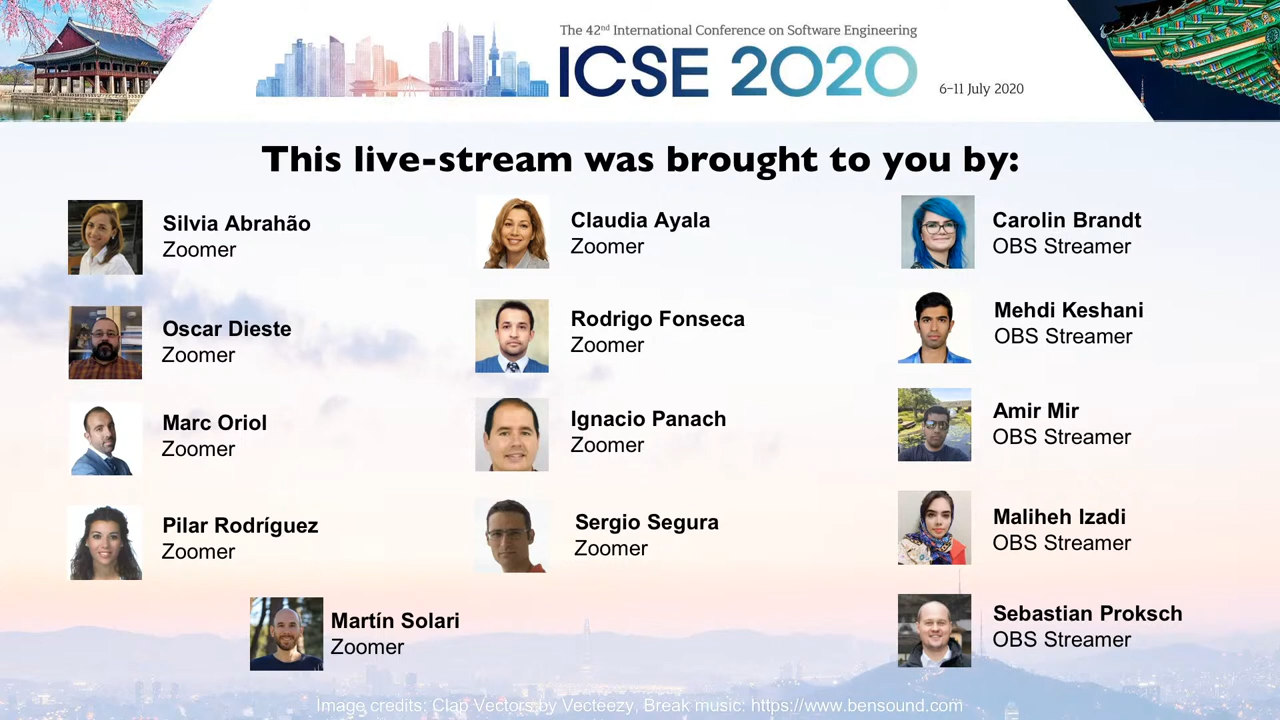 The 42nd International Conference on Software Engineering
ICSE 2020
6–11 July 2020
This live-stream was brought to you by:
Silvia Abrahão
Zoomer
Claudia Ayala
Zoomer
Carolin Brandt
OBS Streamer
Oscar Dieste
Zoomer
Rodrigo Fonseca
Zoomer
Mehdi Keshani
OBS Streamer
Marc Oriol
Zoomer
Ignacio Panach
Zoomer
Amir Mir
OBS Streamer
Pilar Rodríguez
Zoomer
Sergio Segura
Zoomer
Maliheh Izadi
OBS Streamer
Martín Solari
Zoomer
Sebastian Proksch
OBS Streamer
Image credits: Clap Vectors by Vecteezy, Break music: https://www.bensound.com